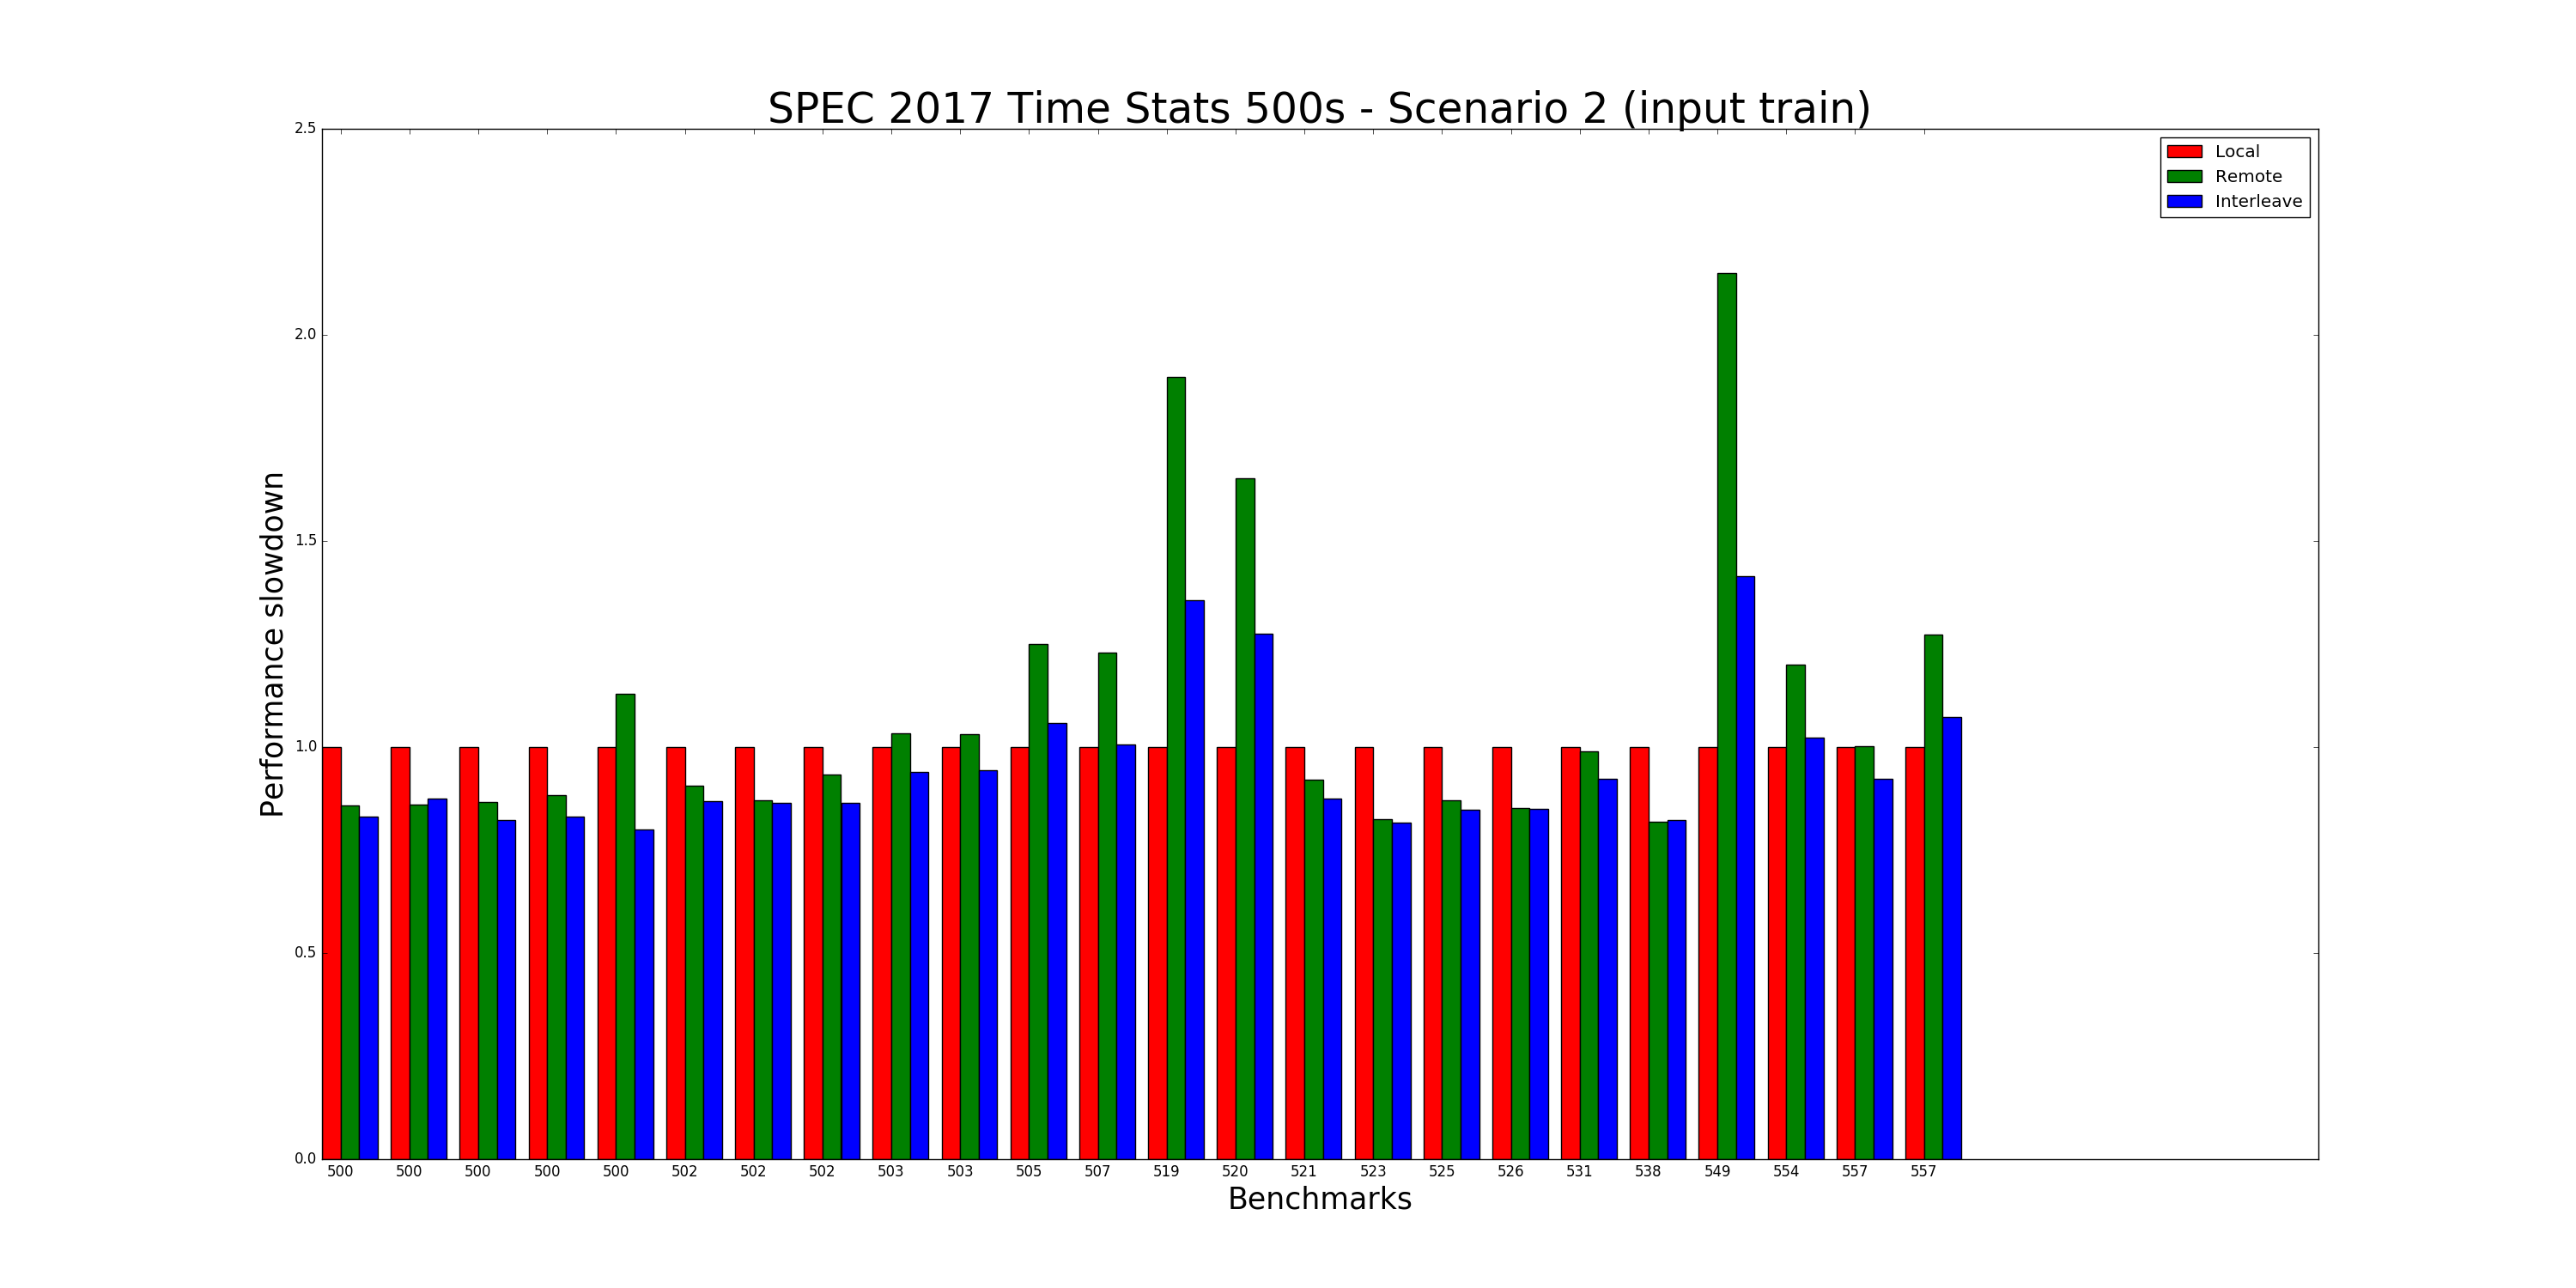 SPEC 2017 Time Stats 500s - Scenario 2 (input train)
Local
Remote
Interleave
Performance slowdown
2.5
2.0
1.5
1.0
0.5
0.0
500 500 500 500 500 502 502 502 503 503 505 507 519 520 521 523 525 526 531 538 549 554 557 557
Benchmarks